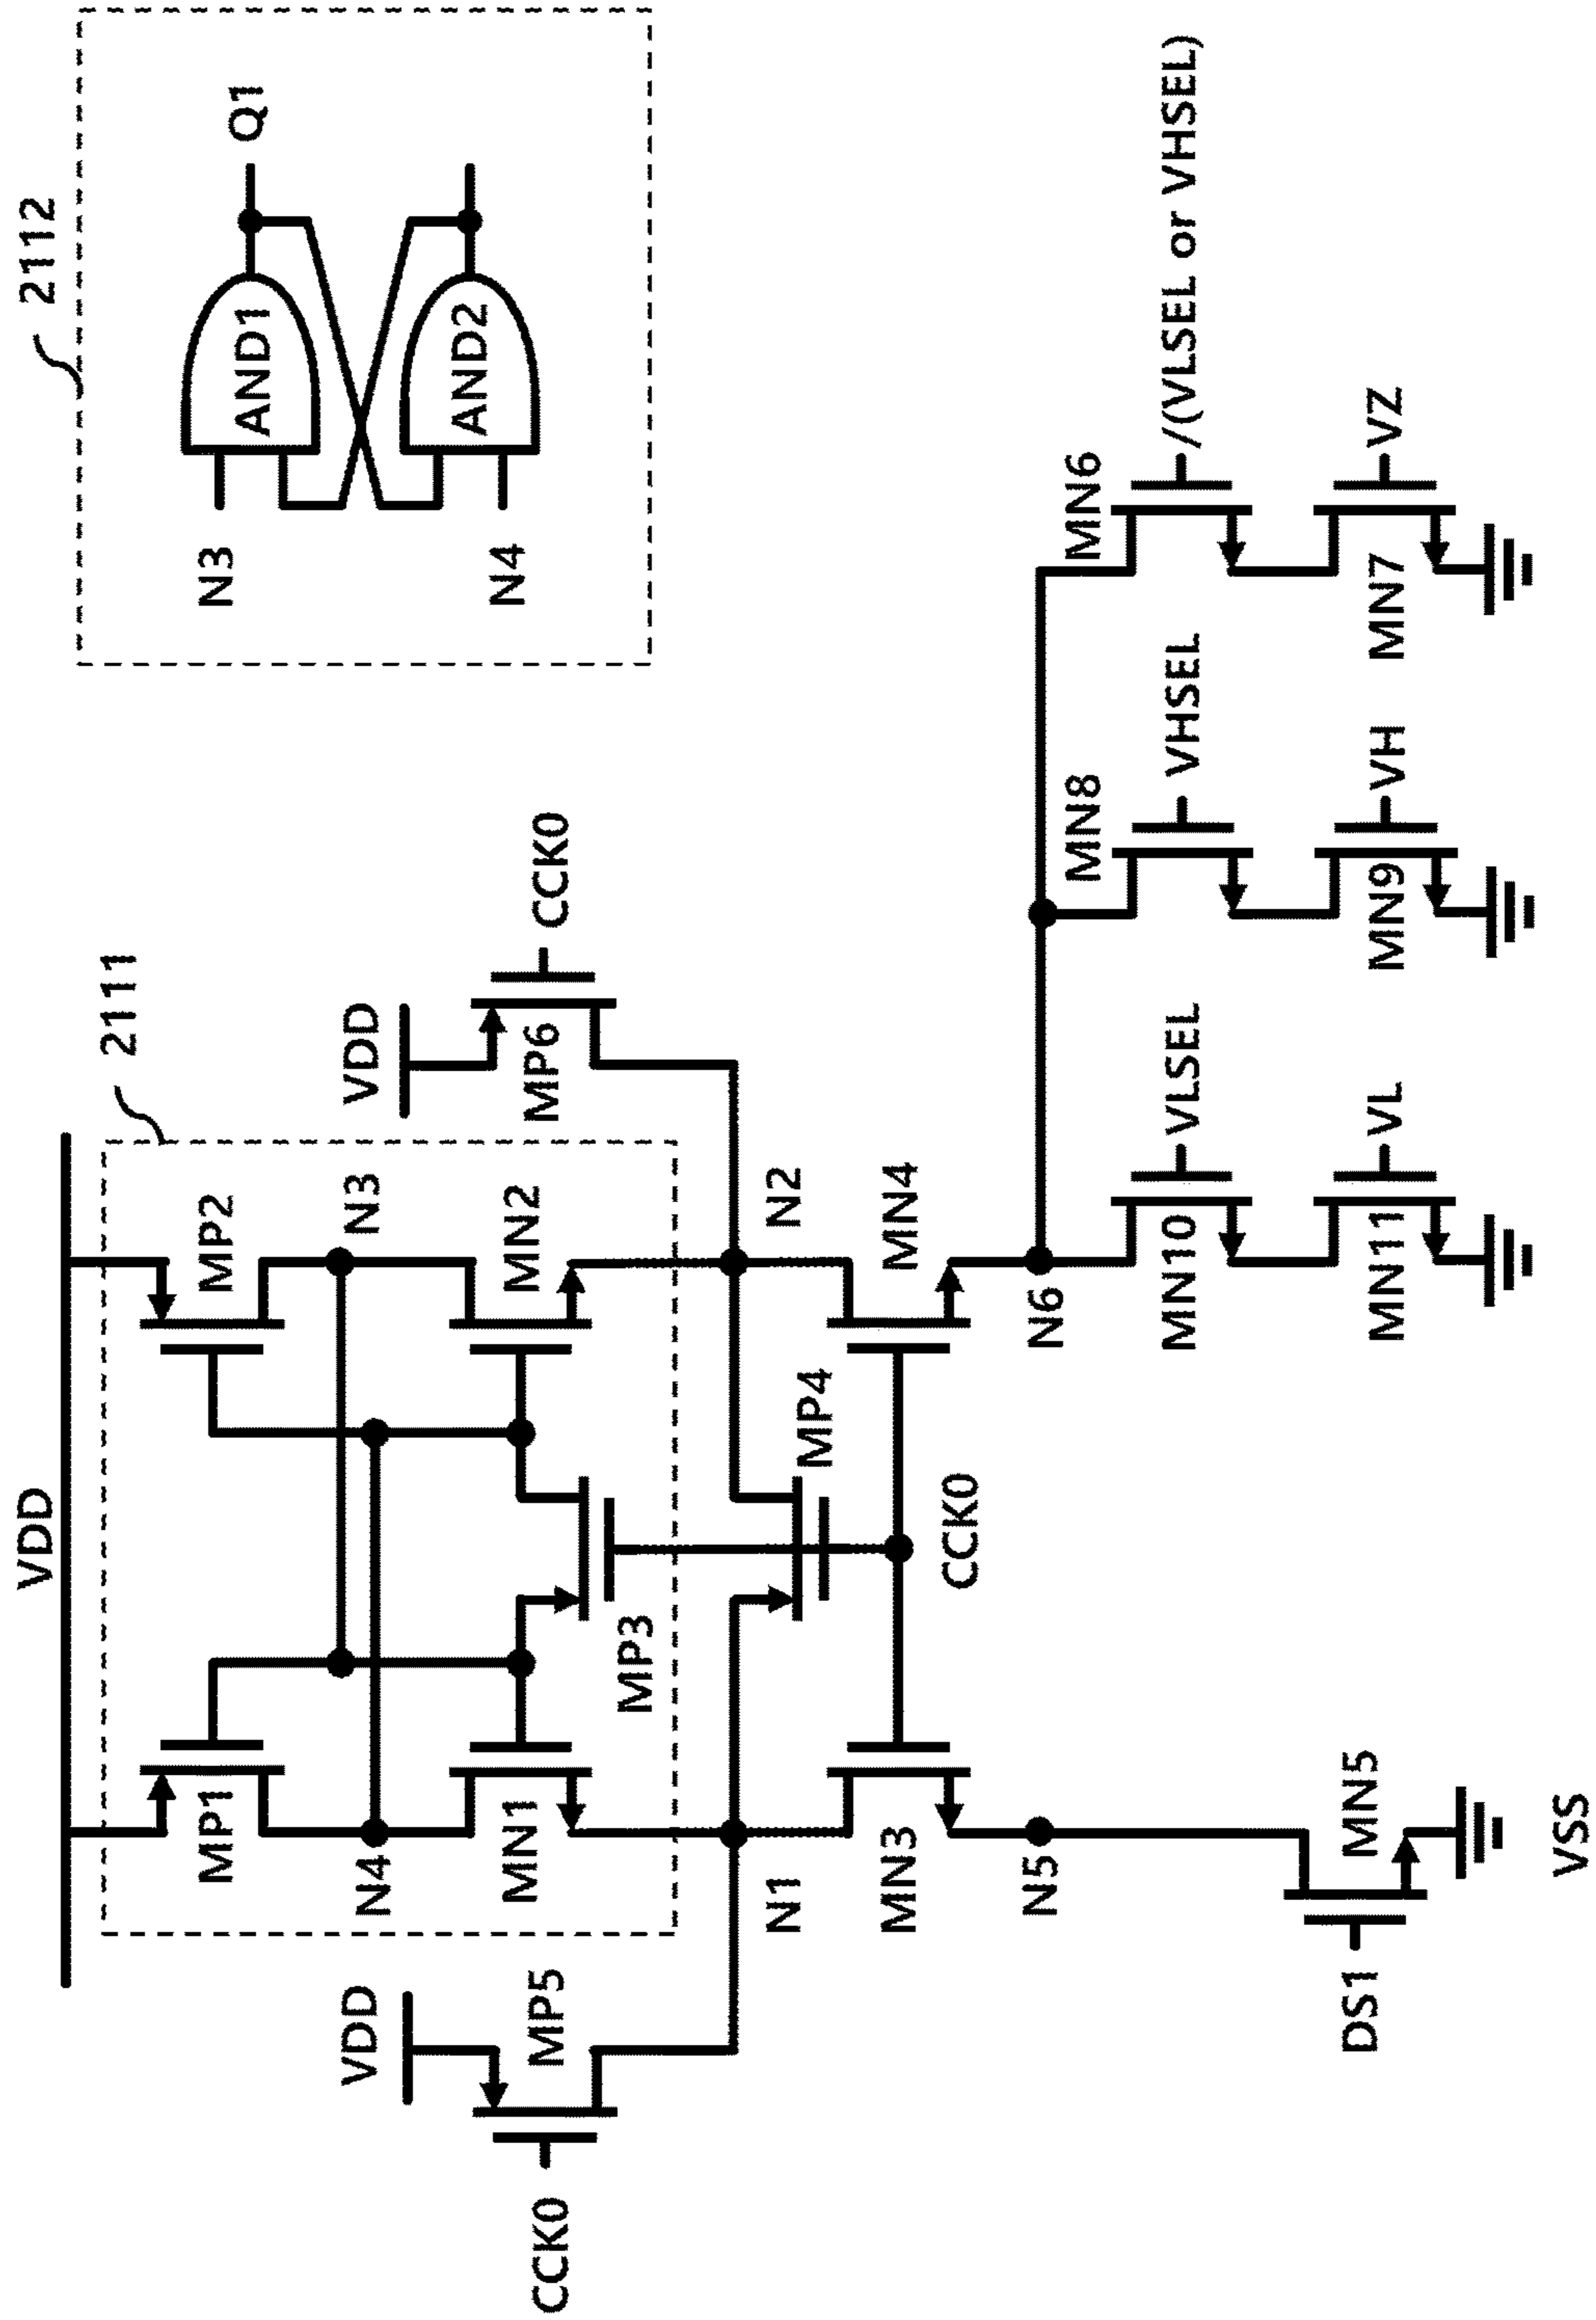 VDD
2111
2112
MP1
MP2
N3
N4
MN1
MN2
MP3
VDD
MP5
CCK0
VDD
MP6
CCK0
N1
N2
MP4
MN3
MN4
CCK0
N5
N6
DS1
MN5
VSS
MN10
VLSEL
MN11
VL
MN8
VHSEL
MN9
VH
MN6
/(VLSEL or VHSEL)
MN7
VZ
N3
AND1
Q1
N4
AND2